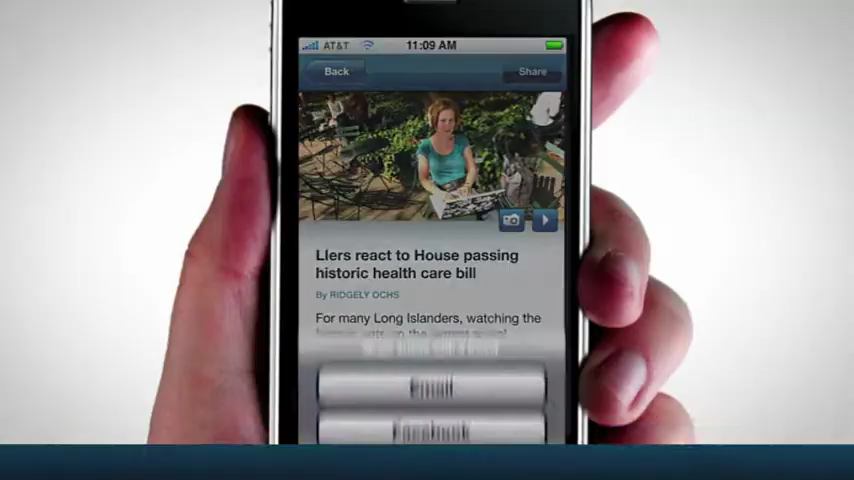 AT&T 11:09 AM
Back Share
LIers react to House passing
historic health care bill
By RIDGELY OCHS
For many Long Islanders, watching the
Email
Facebook